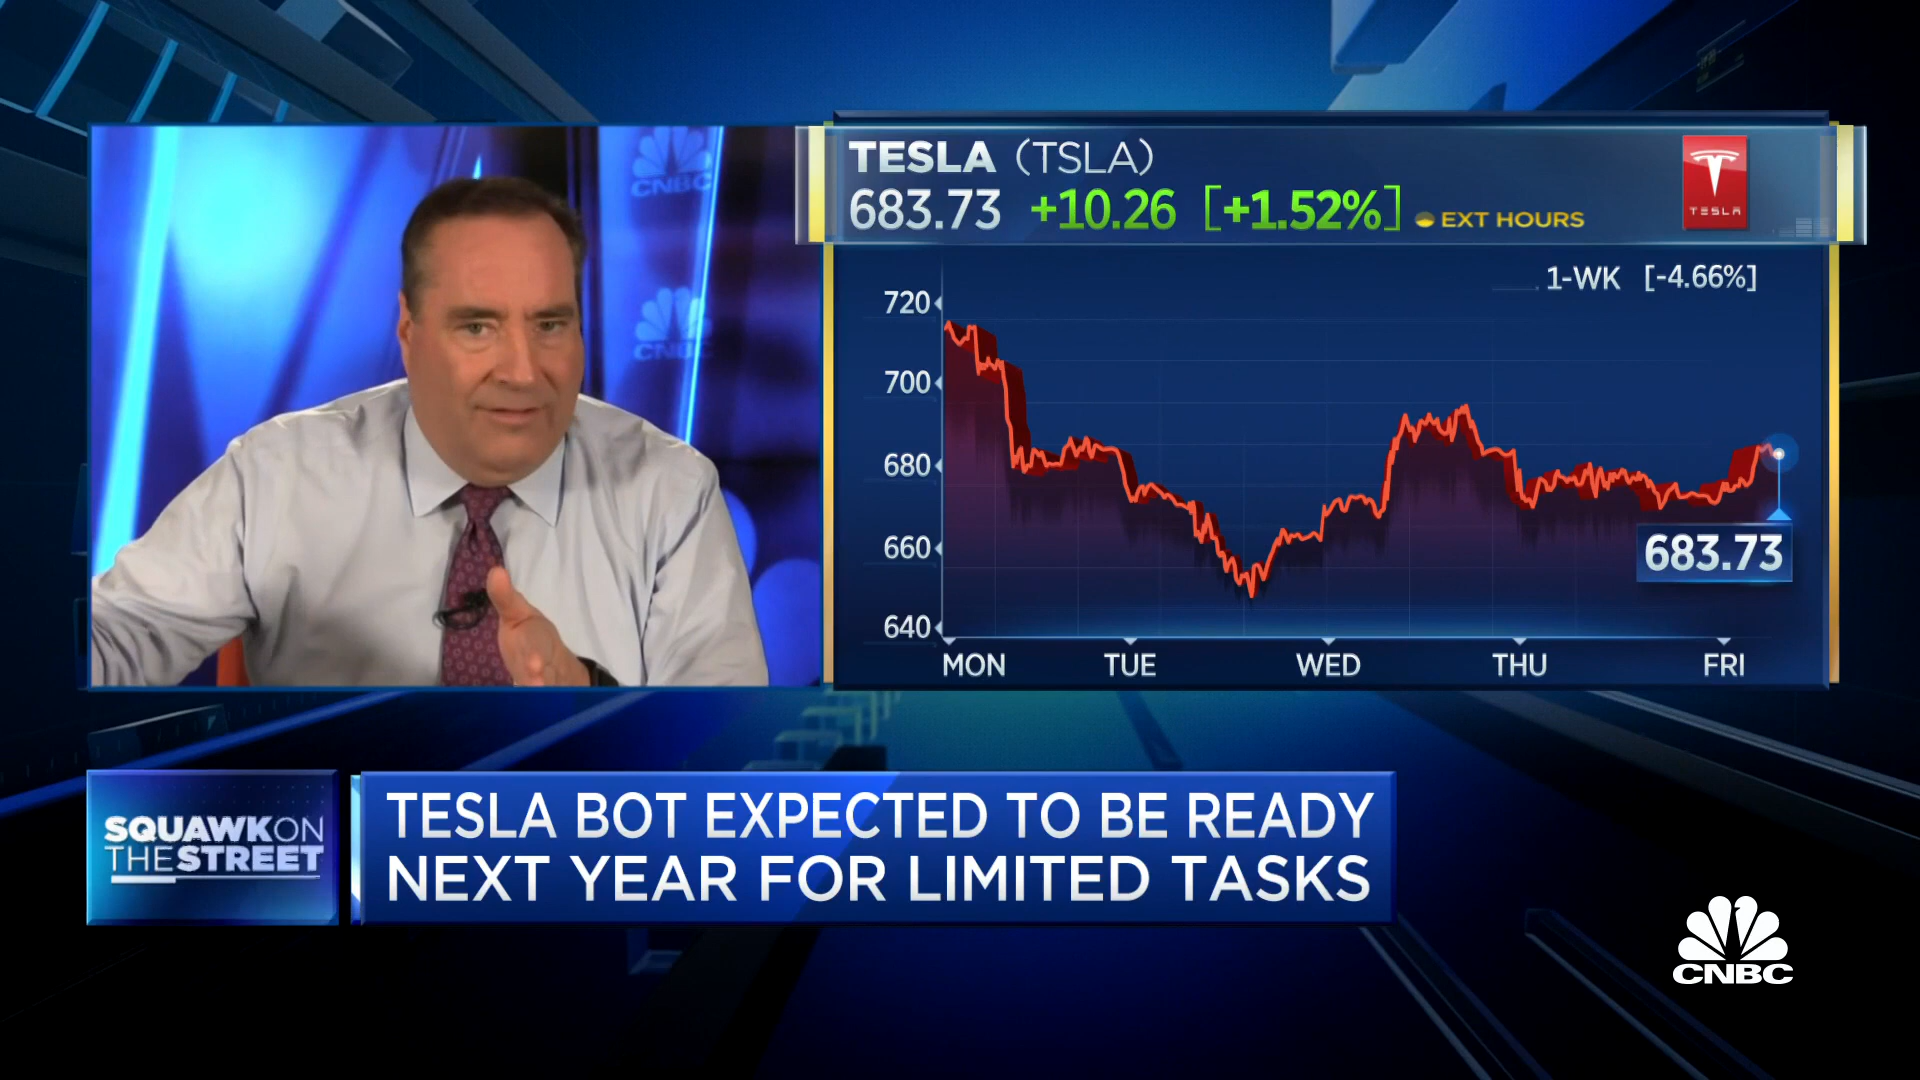 CNBC
CNBC
TESLA (TSLA)
683.73 +10.26 [+1.52%] EXT HOURS
TESLA
1-WK [-4.66%]
720
700
680
660
640
683.73
MON TUE WED THU FRI
SQUAWK ON
THE STREET
TESLA BOT EXPECTED TO BE READY
NEXT YEAR FOR LIMITED TASKS
CNBC